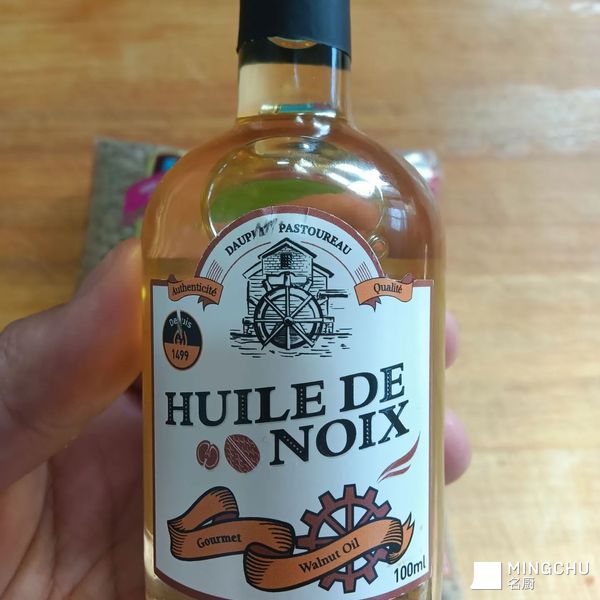 PASTOUREAU
Authenticité
Qualité
1499
HUILE DE
NOIX
Gourmet
Walnut Oil
100ml
MINGCHU
名厨